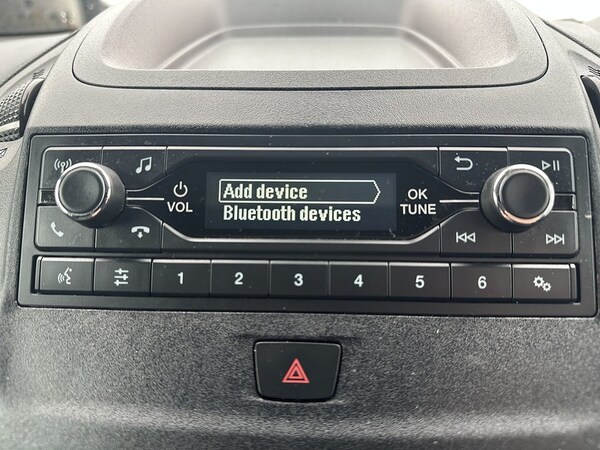 Add device
Bluetooth devices
VOL
OK
TUNE
1 2 3 4 5 6